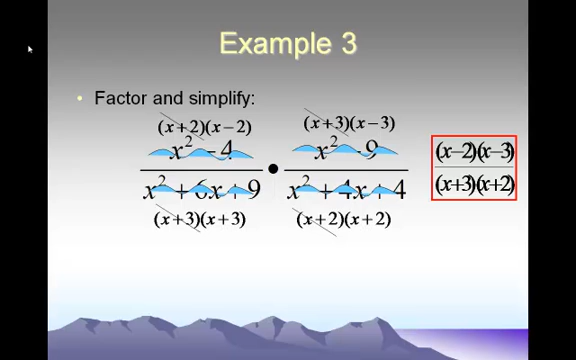 Example 3
• Factor and simplify:
(x+2)(x−2) (x+3)(x−3)
x² − 4 x² − 9 (x−2)(x−3)
x² + 6x + 9 • x² + 4x + 4 (x+3)(x+2)
(x+3)(x+3) (x+2)(x+2)